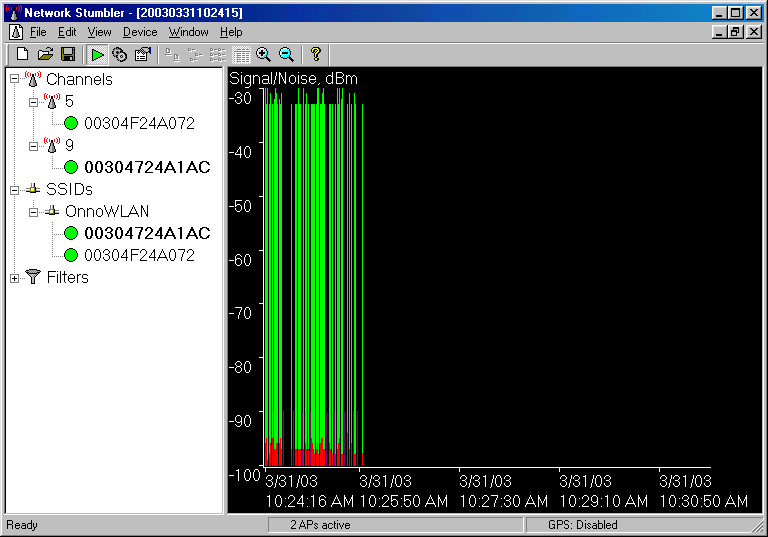 Network Stumbler - [20030331102415]
File Edit View Device Window Help
Channels
5
00304F24A072
9
00304724A1AC
SSIDs
OnnoWLAN
00304724A1AC
00304F24A072
Filters
Signal/Noise, dBm
-30
-40
-50
-60
-70
-80
-90
-100
3/31/03 3/31/03 3/31/03 3/31/03 3/31/03
10:24:16 AM 10:25:50 AM 10:27:30 AM 10:29:10 AM 10:30:50 AM
Ready 2 APs active GPS: Disabled